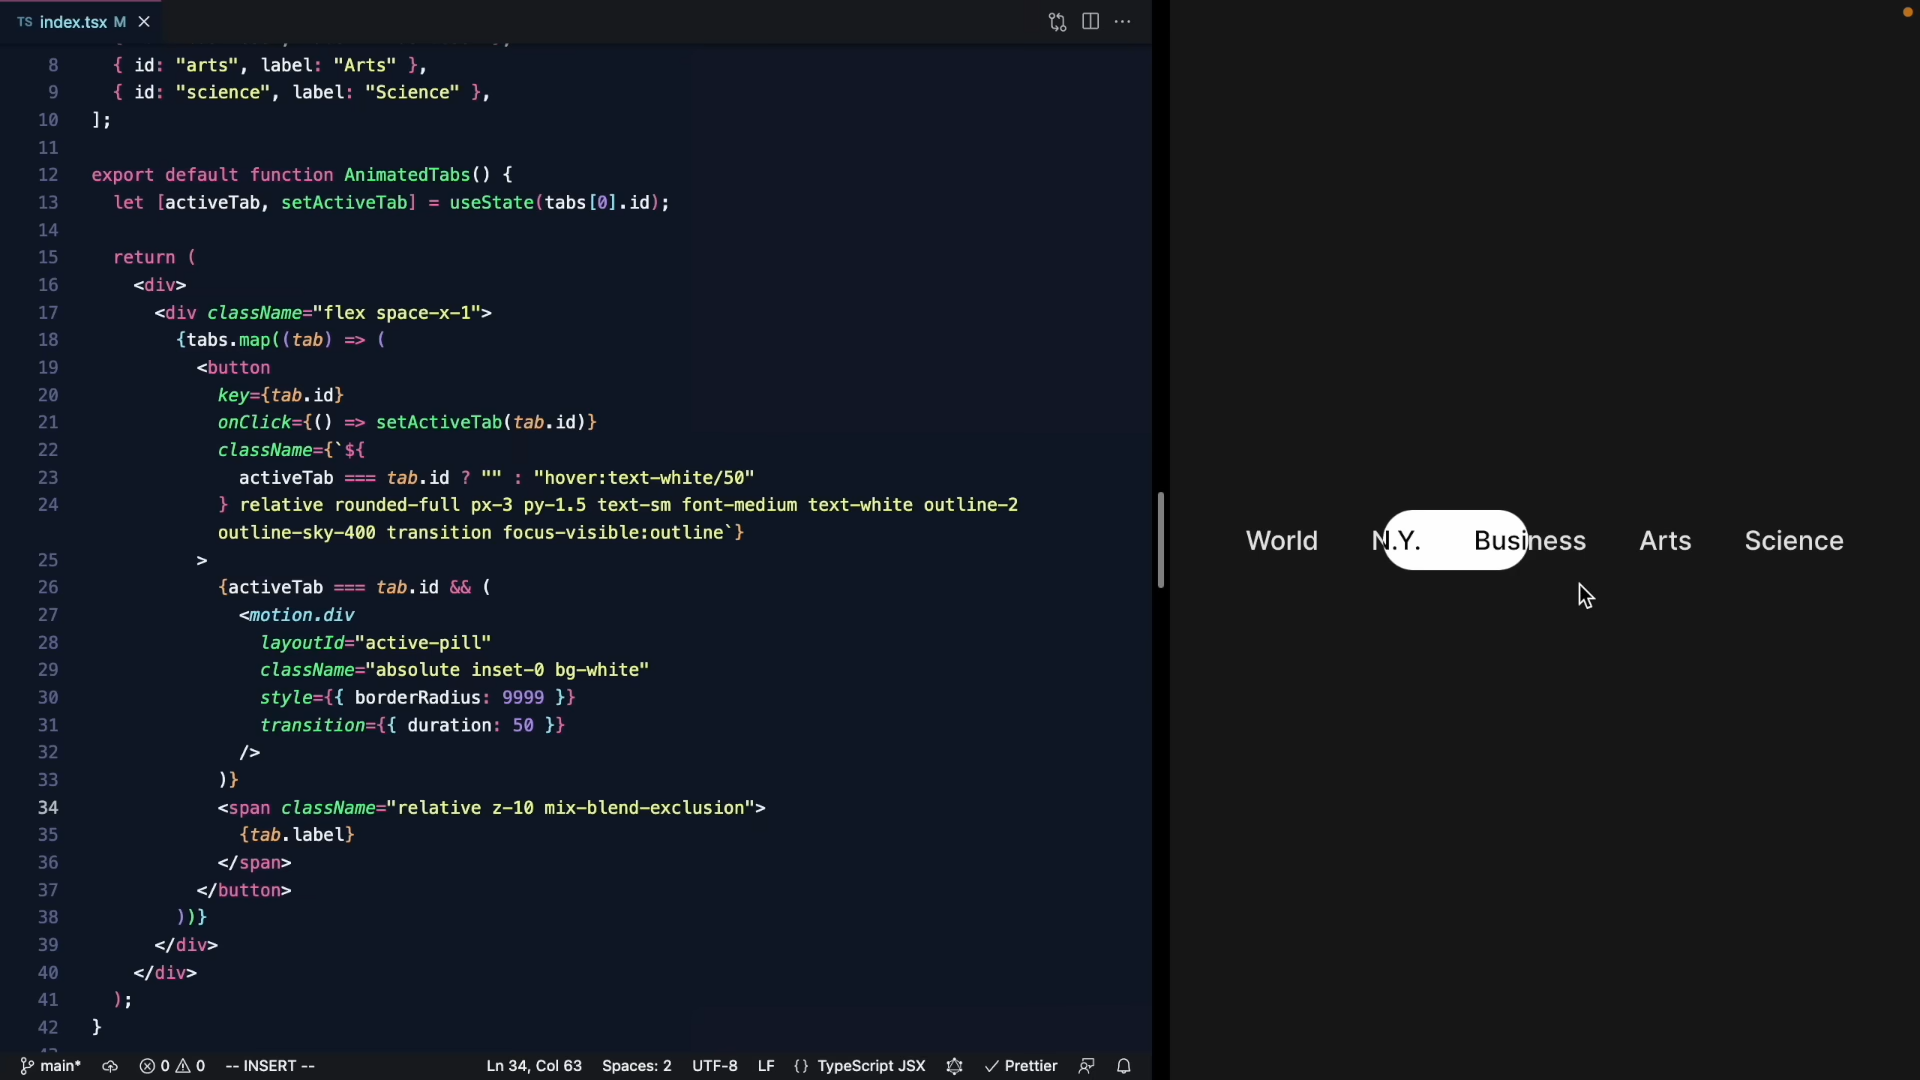 TS index.tsx M
8 { id: "arts", label: "Arts" },
9 { id: "science", label: "Science" },
10 ];
11
12 export default function AnimatedTabs() {
13 let [activeTab, setActiveTab] = useState(tabs[0].id);
14
15 return (
16 <div>
17 <div className="flex space-x-1">
18 {tabs.map((tab) => (
19 <button
20 key={tab.id}
21 onClick={() => setActiveTab(tab.id)}
22 className={`${
23 activeTab === tab.id ? "" : "hover:text-white/50"
24 } relative rounded-full px-3 py-1.5 text-sm font-medium text-white outline-2
outline-sky-400 transition focus-visible:outline`}
25 >
26 {activeTab === tab.id && (
27 <motion.div
28 layoutId="active-pill"
29 className="absolute inset-0 bg-white"
30 style={{ borderRadius: 9999 }}
31 transition={{ duration: 50 }}
32 />
33 )}
34 <span className="relative z-10 mix-blend-exclusion">
35 {tab.label}
36 </span>
37 </button>
38 ))}
39 </div>
40 </div>
41 );
42 }
World N.Y. Business Arts Science
main* 0 0 -- INSERT -- Ln 34, Col 63 Spaces: 2 UTF-8 LF {} TypeScript JSX Prettier